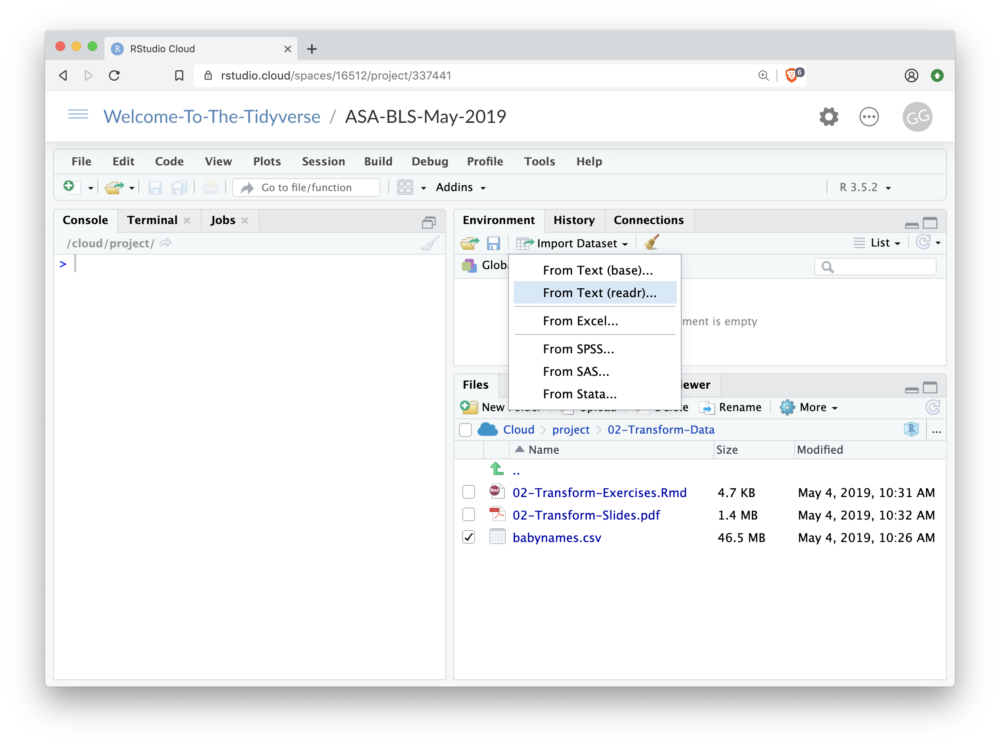 RStudio Cloud
rstudio.cloud/spaces/16512/project/337441
6
Welcome-To-The-Tidyverse / ASA-BLS-May-2019
GG
File Edit Code View Plots Session Build Debug Profile Tools Help
Go to file/function Addins R 3.5.2
Console Terminal Jobs
/cloud/project/
>
Environment History Connections
Import Dataset List
From Text (base)...
From Text (readr)...
From Excel...
ment is empty
From SPSS...
From SAS...
From Stata...
Files
New Rename More
Cloud project 02-Transform-Data ...
Name Size Modified
..
02-Transform-Exercises.Rmd 4.7 KB May 4, 2019, 10:31 AM
02-Transform-Slides.pdf 1.4 MB May 4, 2019, 10:32 AM
babynames.csv 46.5 MB May 4, 2019, 10:26 AM